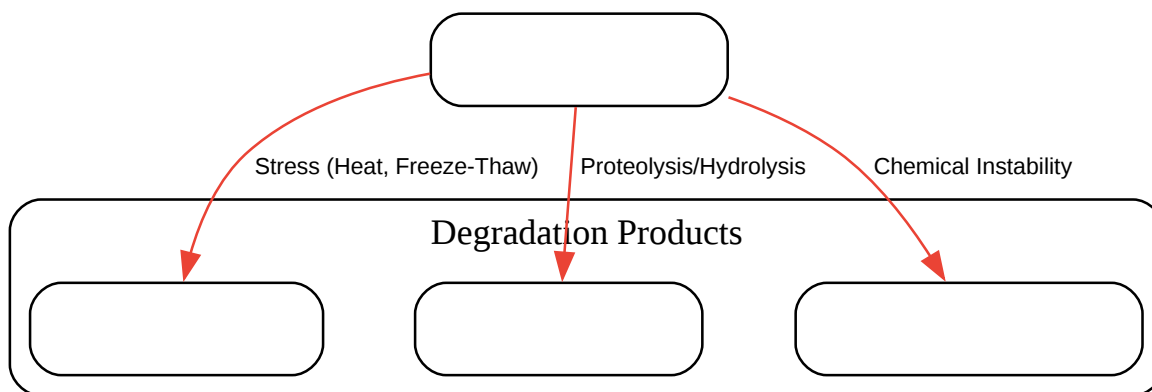 Stress (Heat, Freeze-Thaw)
Proteolysis/Hydrolysis
Chemical Instability
Degradation Products